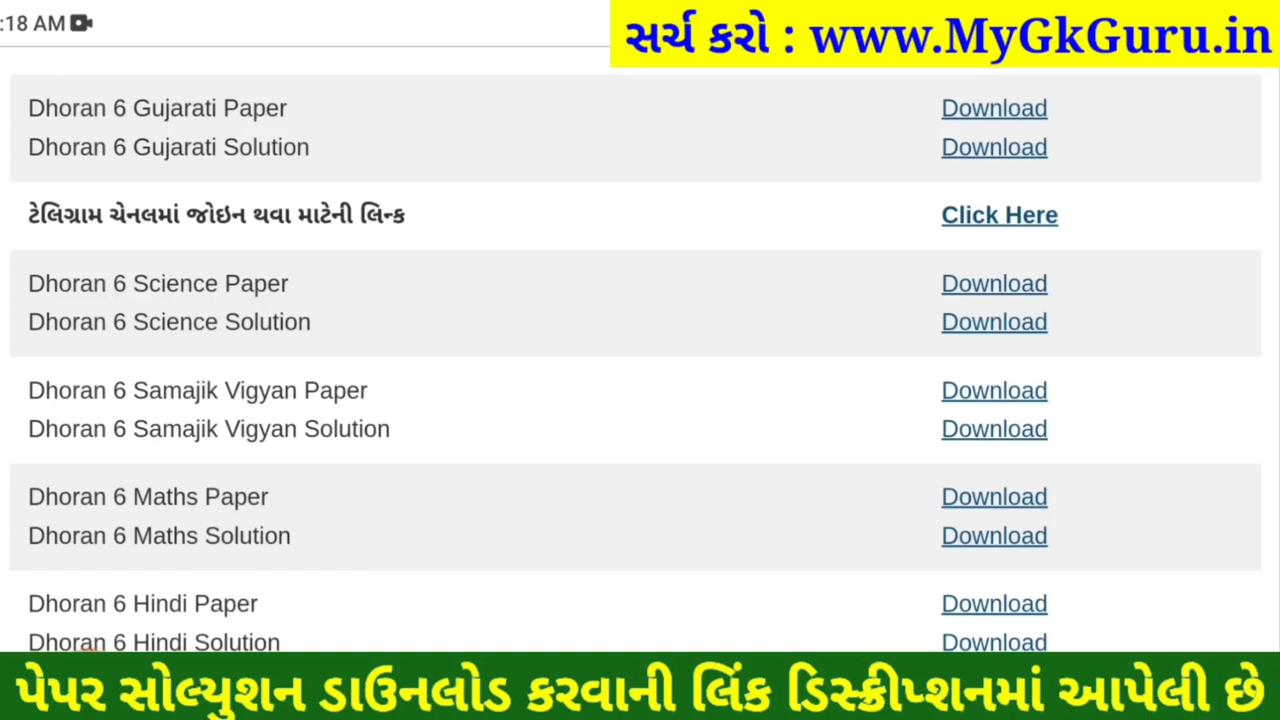 :18 AM
સર્ચ કરો : www.MyGkGuru.in
Dhoran 6 Gujarati Paper Download
Dhoran 6 Gujarati Solution Download
ટેલિગ્રામ ચેનલમાં જોઇન થવા માટેની લિન્ક Click Here
Dhoran 6 Science Paper Download
Dhoran 6 Science Solution Download
Dhoran 6 Samajik Vigyan Paper Download
Dhoran 6 Samajik Vigyan Solution Download
Dhoran 6 Maths Paper Download
Dhoran 6 Maths Solution Download
Dhoran 6 Hindi Paper Download
Dhoran 6 Hindi Solution Download
પેપર સોલ્યુશન ડાઉનલોડ કરવાની લિંક ડિસ્ક્રીપ્શનમાં આપેલી છે